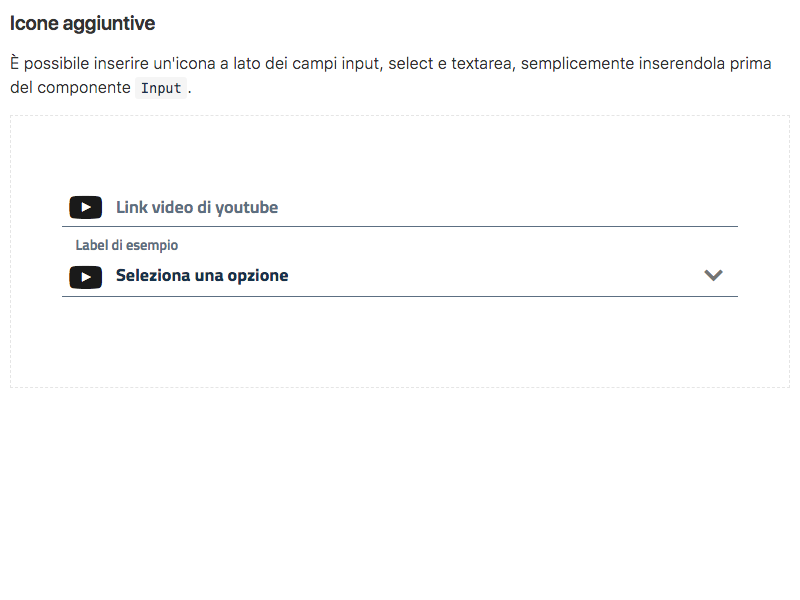 Icone aggiuntive
È possibile inserire un'icona a lato dei campi input, select e textarea, semplicemente inserendola prima
del componente Input.
Link video di youtube
Label di esempio
Seleziona una opzione